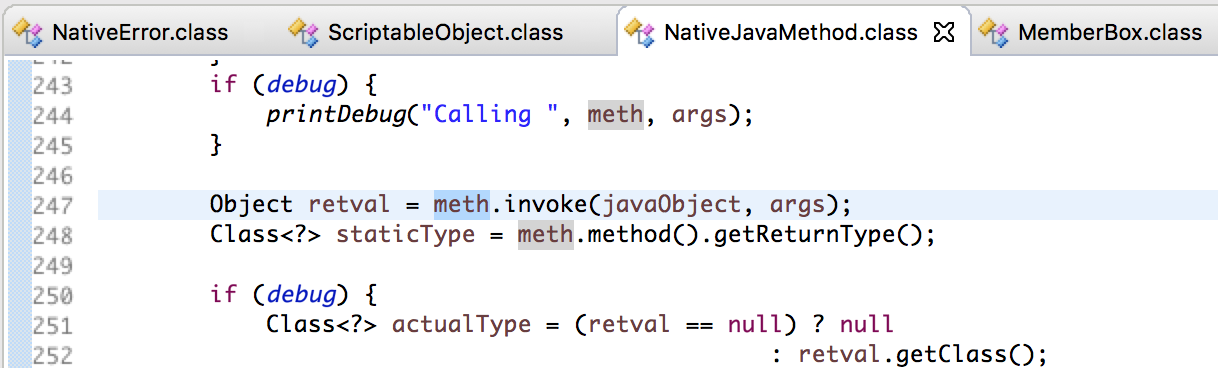 NativeError.class ScriptableObject.class NativeJavaMethod.class MemberBox.class
242 }
243 if (debug) {
244 printDebug("Calling ", meth, args);
245 }
246
247 Object retval = meth.invoke(javaObject, args);
248 Class<?> staticType = meth.method().getReturnType();
249
250 if (debug) {
251 Class<?> actualType = (retval == null) ? null
252 : retval.getClass();